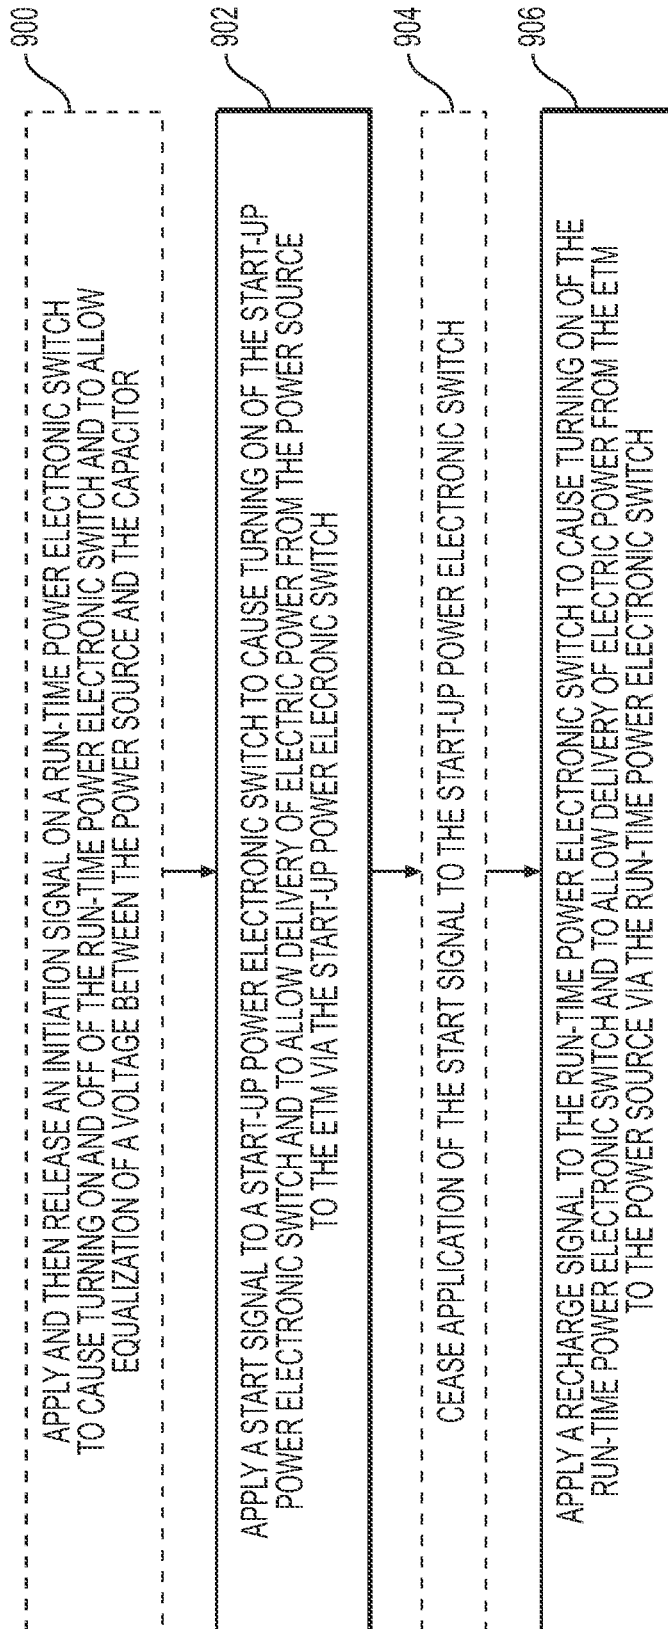 900
APPLY AND THEN RELEASE AN INITIATION SIGNAL ON A RUN-TIME POWER ELECTRONIC SWITCH
TO CAUSE TURNING ON AND OFF OF THE RUN-TIME POWER ELECTRONIC SWITCH AND TO ALLOW
EQUALIZATION OF A VOLTAGE BETWEEN THE POWER SOURCE AND THE CAPACITOR
902
APPLY A START SIGNAL TO A START-UP POWER ELECTRONIC SWITCH TO CAUSE TURNING ON OF THE START-UP
POWER ELECTRONIC SWITCH AND TO ALLOW DELIVERY OF ELECTRIC POWER FROM THE POWER SOURCE
TO THE ETM VIA THE START-UP POWER ELECRONIC SWITCH
904
CEASE APPLICATION OF THE START SIGNAL TO THE START-UP POWER ELECTRONIC SWITCH
906
APPLY A RECHARGE SIGNAL TO THE RUN-TIME POWER ELECTRONIC SWITCH TO CAUSE TURNING ON OF THE
RUN-TIME POWER ELECTRONIC SWITCH AND TO ALLOW DELIVERY OF ELECTRIC POWER FROM THE ETM
TO THE POWER SOURCE VIA THE RUN-TIME POWER ELECTRONIC SWITCH